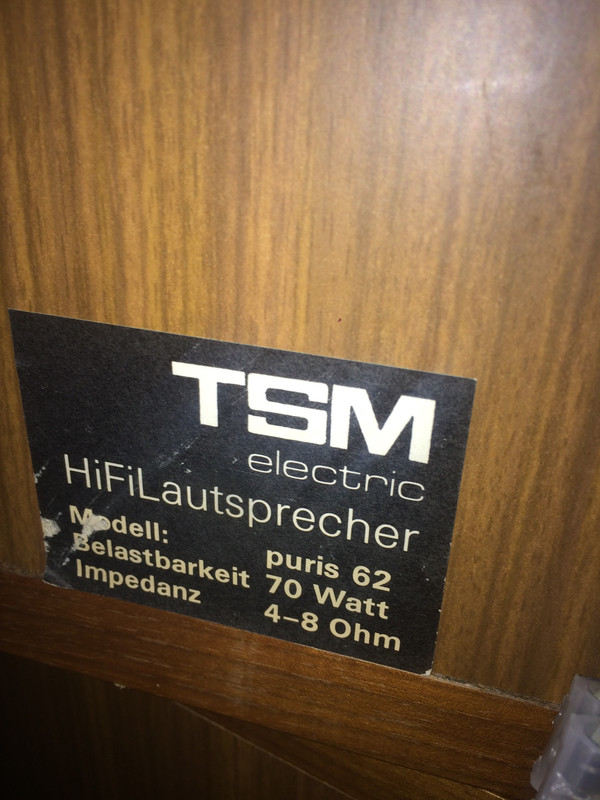 TSM
electric
HiFiLautsprecher
Modell: puris 62
Belastbarkeit 70 Watt
Impedanz 4-8 Ohm